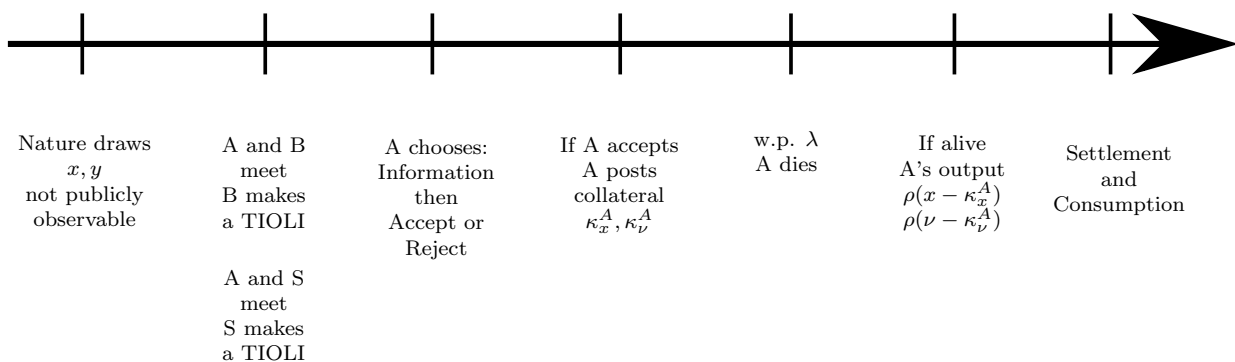 Nature draws
x, y
not publicly
observable
A and B
meet
B makes
a TIOLI
A and S
meet
S makes
a TIOLI
A chooses:
Information
then
Accept or
Reject
If A accepts
A posts
collateral
κ_x^A, κ_ν^A
w.p. λ
A dies
If alive
A's output
ρ(x − κ_x^A)
ρ(ν − κ_ν^A)
Settlement
and
Consumption